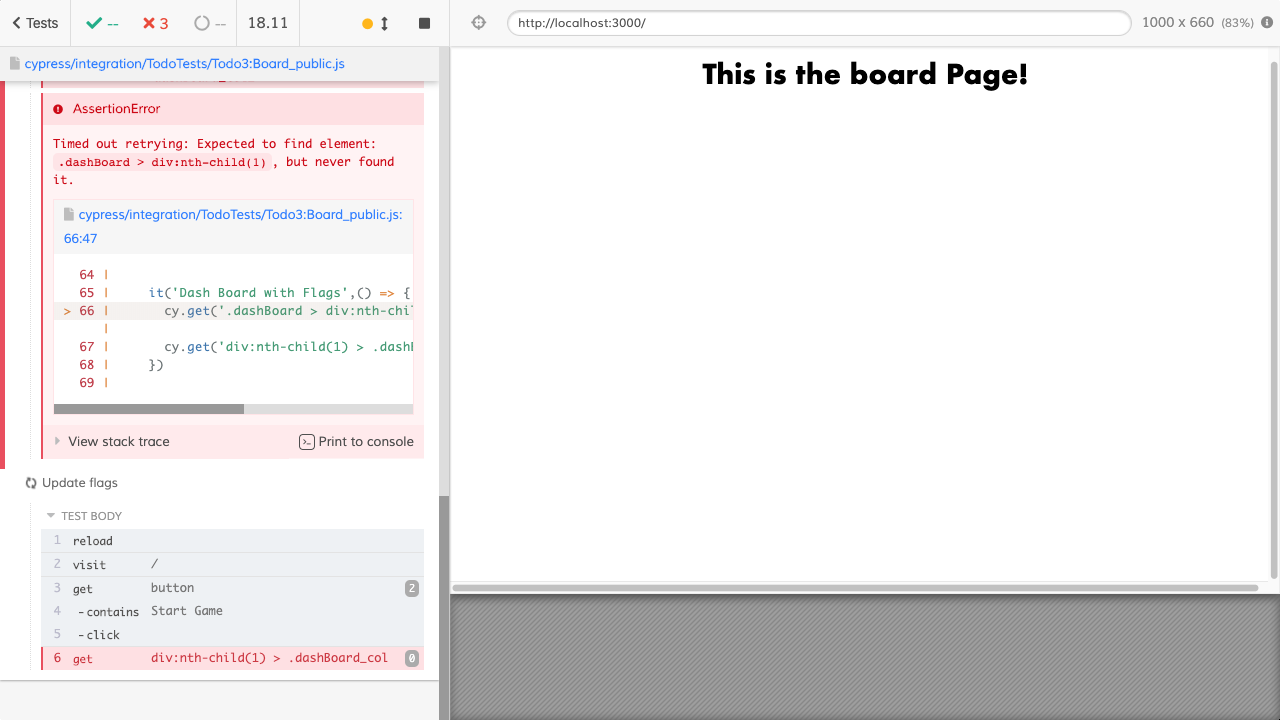 Tests
--
3
--
18.11
cypress/integration/TodoTests/Todo3:Board_public.js
AssertionError
Timed out retrying: Expected to find element:
.dashBoard > div:nth-child(1), but never found
it.
cypress/integration/TodoTests/Todo3:Board_public.js:
66:47
64 |
65 | it('Dash Board with Flags',() => {
> 66 | cy.get('.dashBoard > div:nth-chi
|
67 | cy.get('div:nth-child(1) > .dash
68 | })
69 |
View stack trace
Print to console
Update flags
TEST BODY
1 reload
2 visit /
3 get button 2
4 -contains Start Game
5 -click
6 get div:nth-child(1) > .dashBoard_col 0
http://localhost:3000/
1000 x 660 (83%)
This is the board Page!